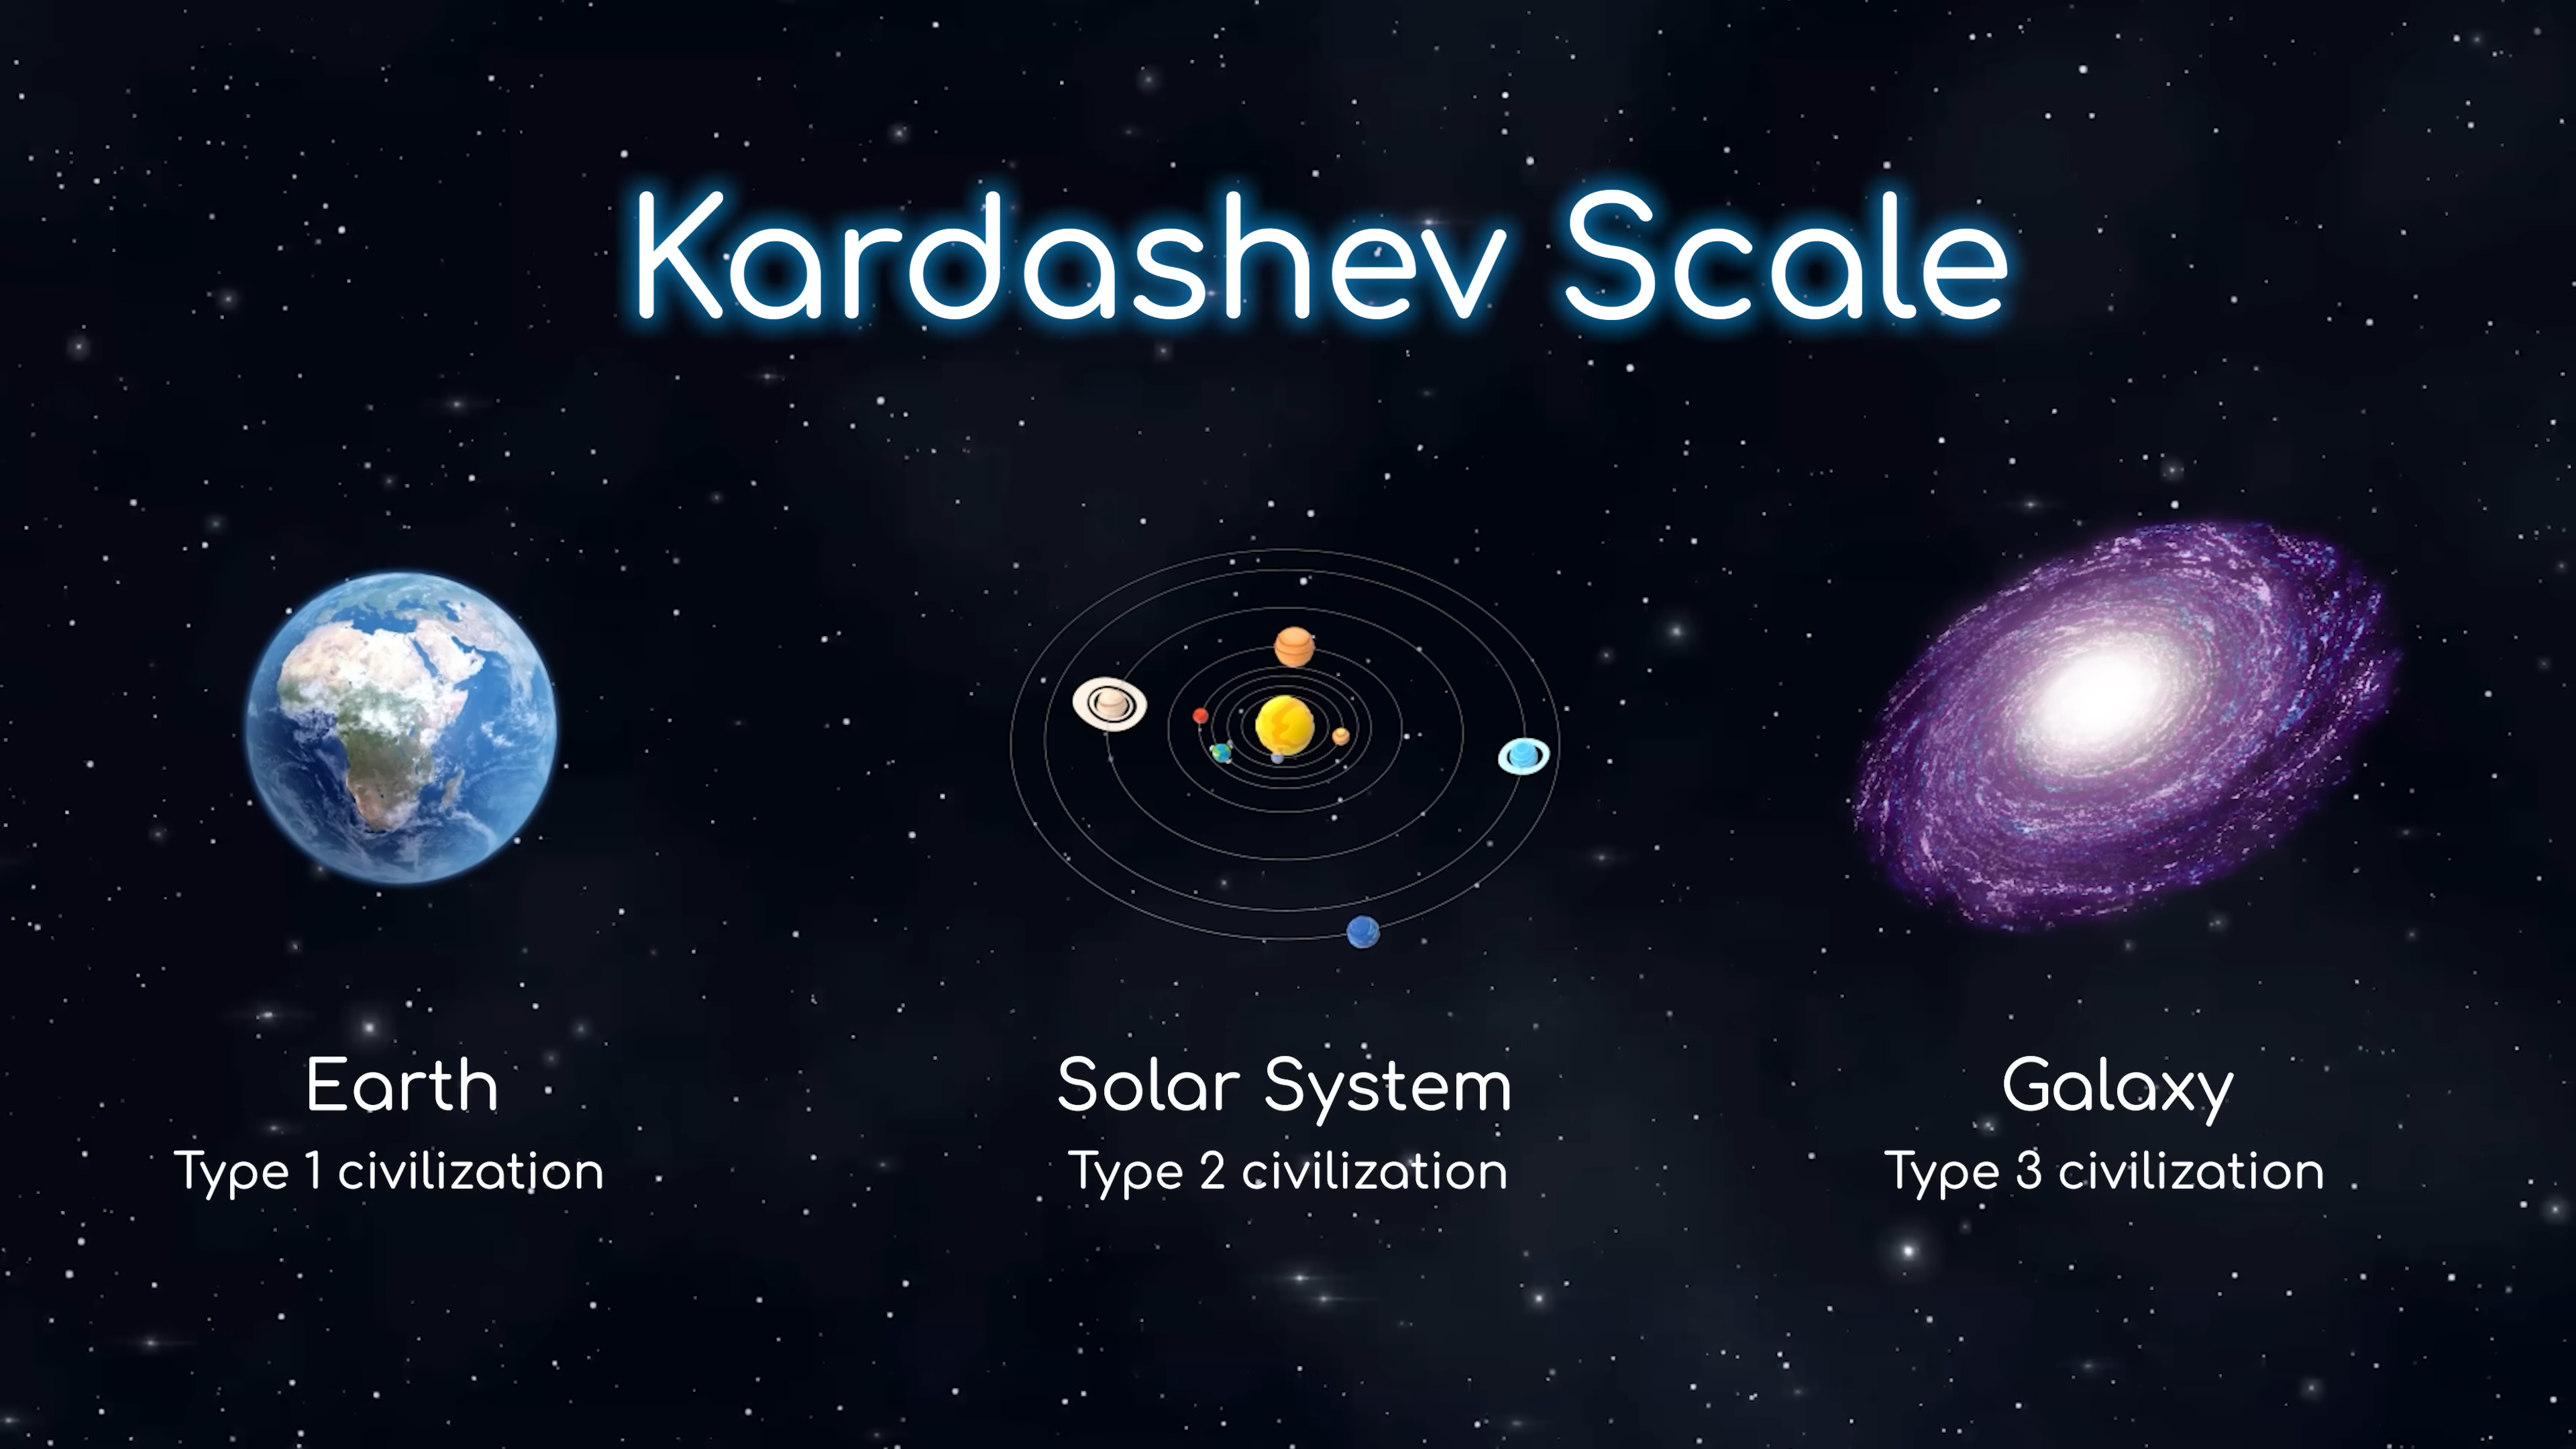 Kardashev Scale
Earth
Type 1 civilization
Solar System
Type 2 civilization
Galaxy
Type 3 civilization